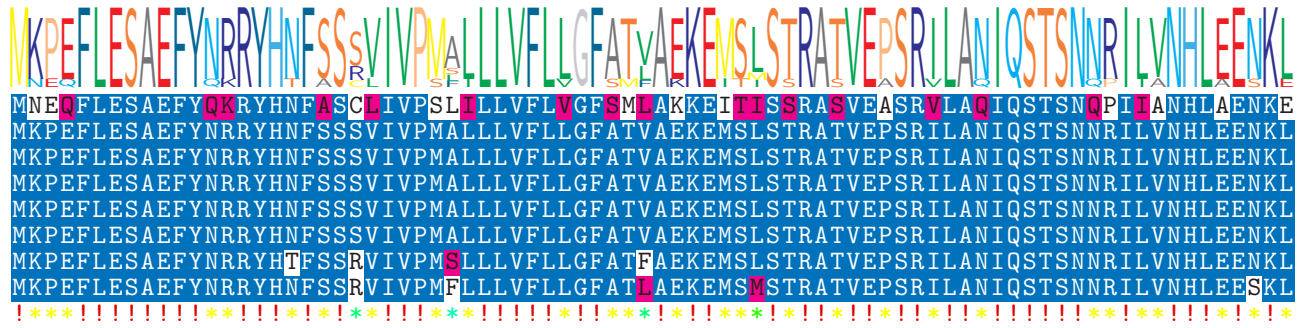 MKPEFLESAEFYNRRYHNFSSSVIVPMALLLVFLLGFATVAEKEMSLSTRATVEPSRILANIQSTSNNRILVNHLEENKL
MNEQFLESAEFYQKRYHNFASCLIVPSLILLVFLVGFSMLAKKEITISSRASVEASRVLAQIQSTSNQPIIANHLAENKE
MKPEFLESAEFYNRRYHNFSSSVIVPMALLLVFLLGFATVAEKEMSLSTRATVEPSRILANIQSTSNNRILVNHLEENKL
MKPEFLESAEFYNRRYHNFSSSVIVPMALLLVFLLGFATVAEKEMSLSTRATVEPSRILANIQSTSNNRILVNHLEENKL
MKPEFLESAEFYNRRYHNFSSSVIVPMALLLVFLLGFATVAEKEMSLSTRATVEPSRILANIQSTSNNRILVNHLEENKL
MKPEFLESAEFYNRRYHNFSSSVIVPMALLLVFLLGFATVAEKEMSLSTRATVEPSRILANIQSTSNNRILVNHLEENKL
MKPEFLESAEFYNRRYHNFSSSVIVPMALLLVFLLGFATVAEKEMSLSTRATVEPSRILANIQSTSNNRILVNHLEENKL
MKPEFLESAEFYNRRYHTFSSRVIVPMSLLLVFLLGFATFAEKEMSLSTRATVEPSRILANIQSTSNNRILVNHLEENKL
MKPEFLESAEFYNRRYHNFSSRVIVPMFLLLVFLLGFATLAEKEMSMSTRATVEPSRILANIQSTSNNRILVNHLEESKL
!***!!!!!!!!**!!!*!*!**!!!***!!!!!*!!***!*!!***!*!!*!!*!!*!!*!!!!!!**!**!!!*!*!*